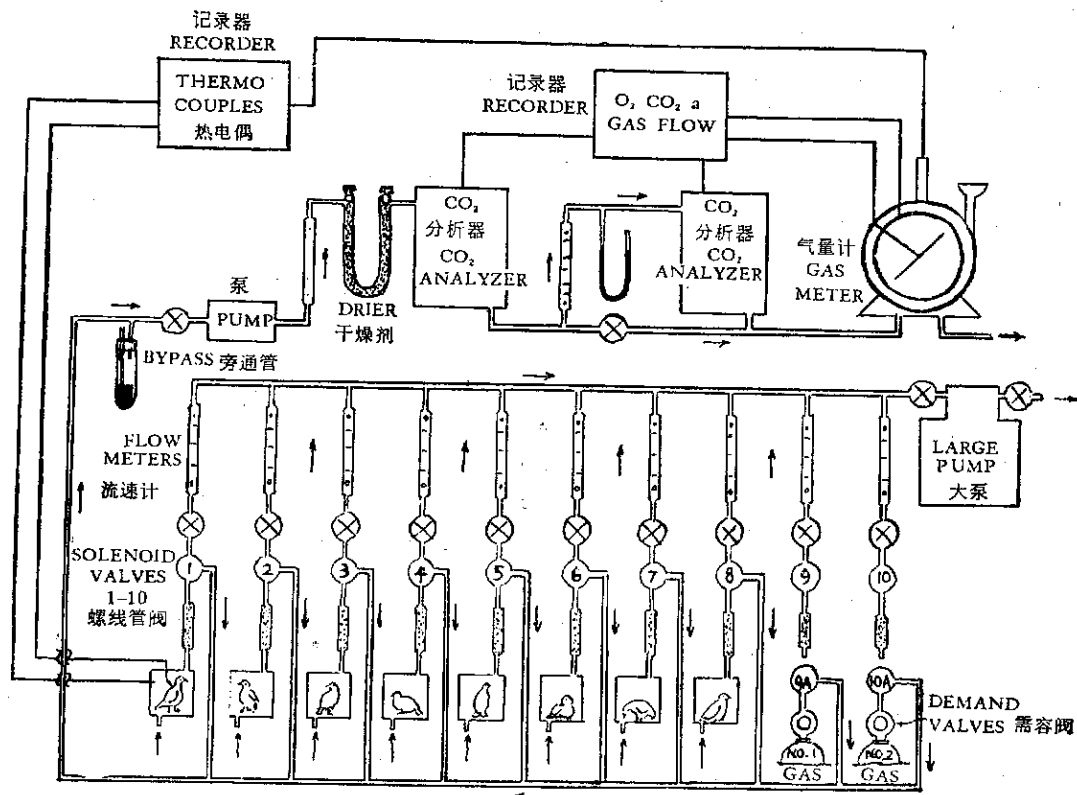 记录器
RECORDER
THERMO
COUPLES
热电偶
记录器
RECORDER
O₂ CO₂ a
GAS FLOW
CO₂
分析器
CO₂
ANALYZER
CO₂
分析器
CO₂
ANALYZER
气量计
GAS
METER
泵
PUMP
DRIER
干燥剂
BYPASS 旁通管
FLOW
METERS
流速计
LARGE
PUMP
大泵
SOLENOID
VALVES
1-10
螺线管阀
1
2
3
4
5
6
7
8
9
10
9A
10A
DEMAND
VALVES 需容阀
NO.1
NO.2
GAS
GAS